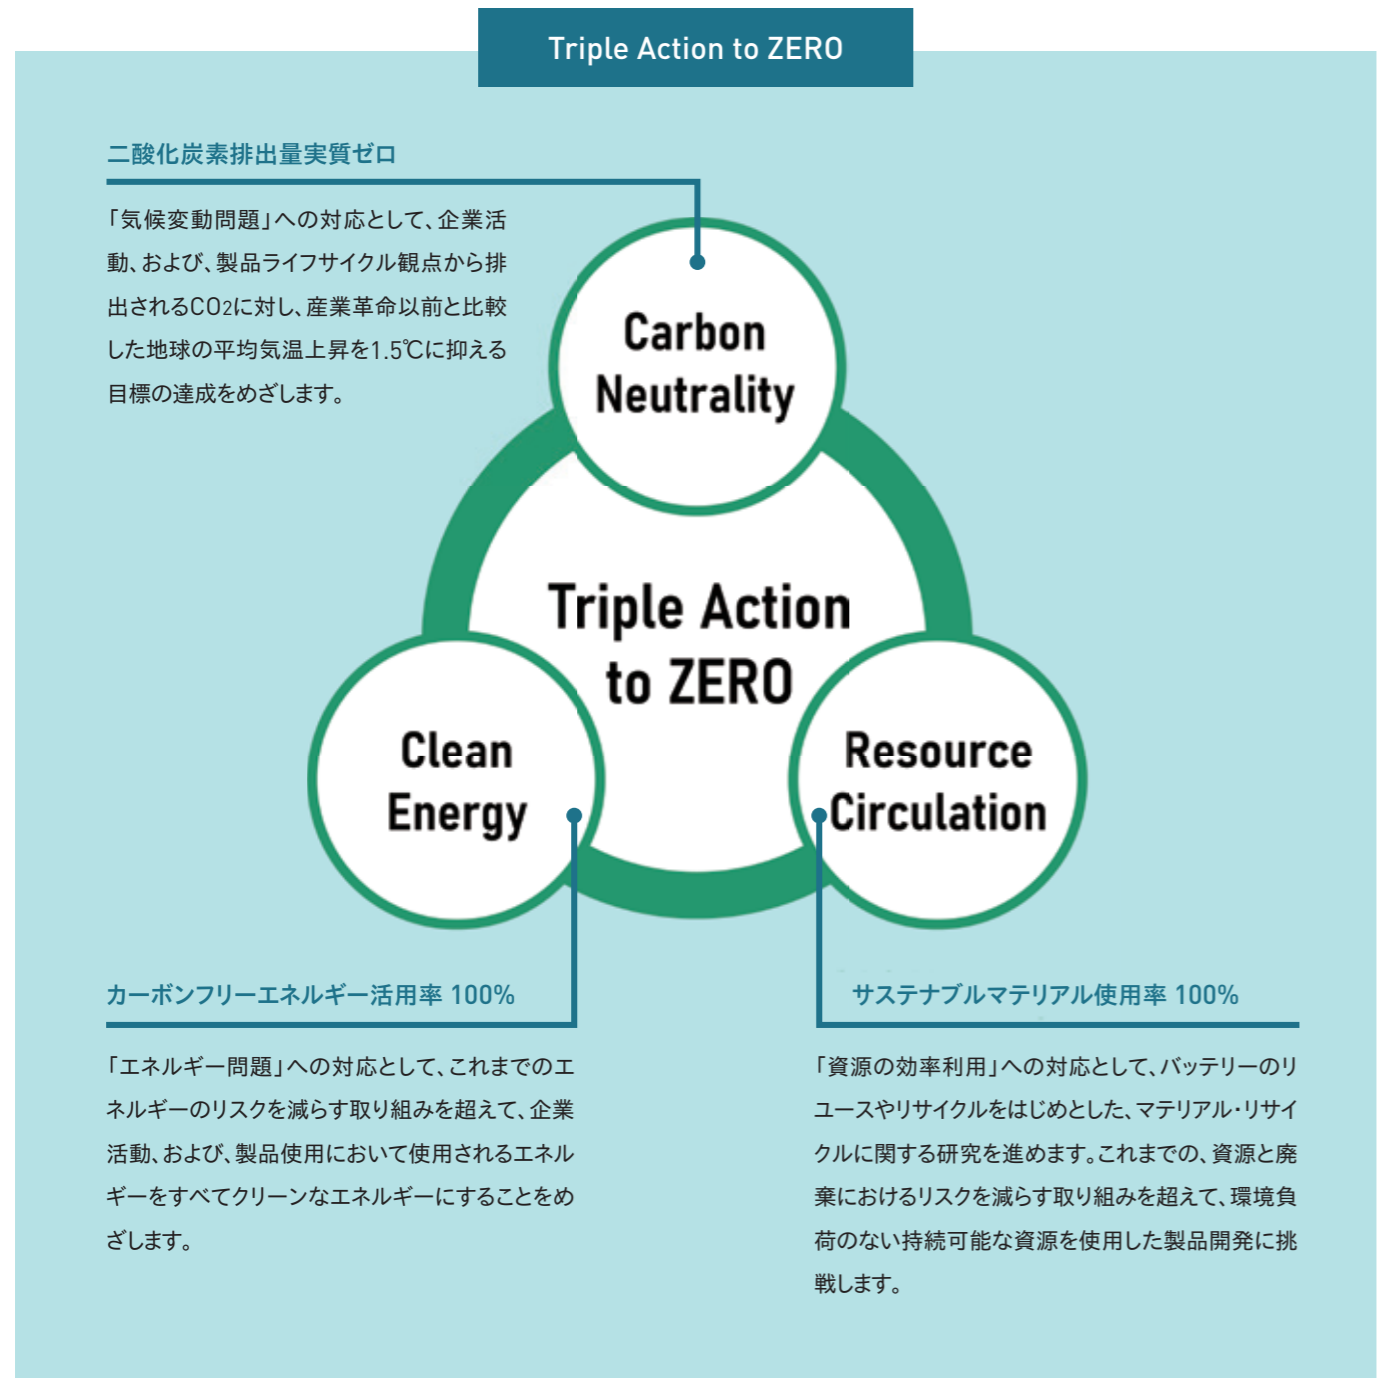 Triple Action to ZERO
二酸化炭素排出量実質ゼロ
「気候変動問題」への対応として、企業活
動、および、製品ライフサイクル観点から排
出されるCO2に対し、産業革命以前と比較
した地球の平均気温上昇を1.5℃に抑える
目標の達成をめざします。
Carbon
Neutrality
Triple Action
to ZERO
Clean
Energy
Resource
Circulation
カーボンフリーエネルギー活用率 100%
「エネルギー問題」への対応として、これまでのエ
ネルギーのリスクを減らす取り組みを超えて、企業
活動、および、製品使用において使用されるエネル
ギーをすべてクリーンなエネルギーにすることをめ
ざします。
サステナブルマテリアル使用率 100%
「資源の効率利用」への対応として、バッテリーのリ
ユースやリサイクルをはじめとした、マテリアル・リサイ
クルに関する研究を進めます。これまでの、資源と廃
棄におけるリスクを減らす取り組みを超えて、環境負
荷のない持続可能な資源を使用した製品開発に挑
戦します。